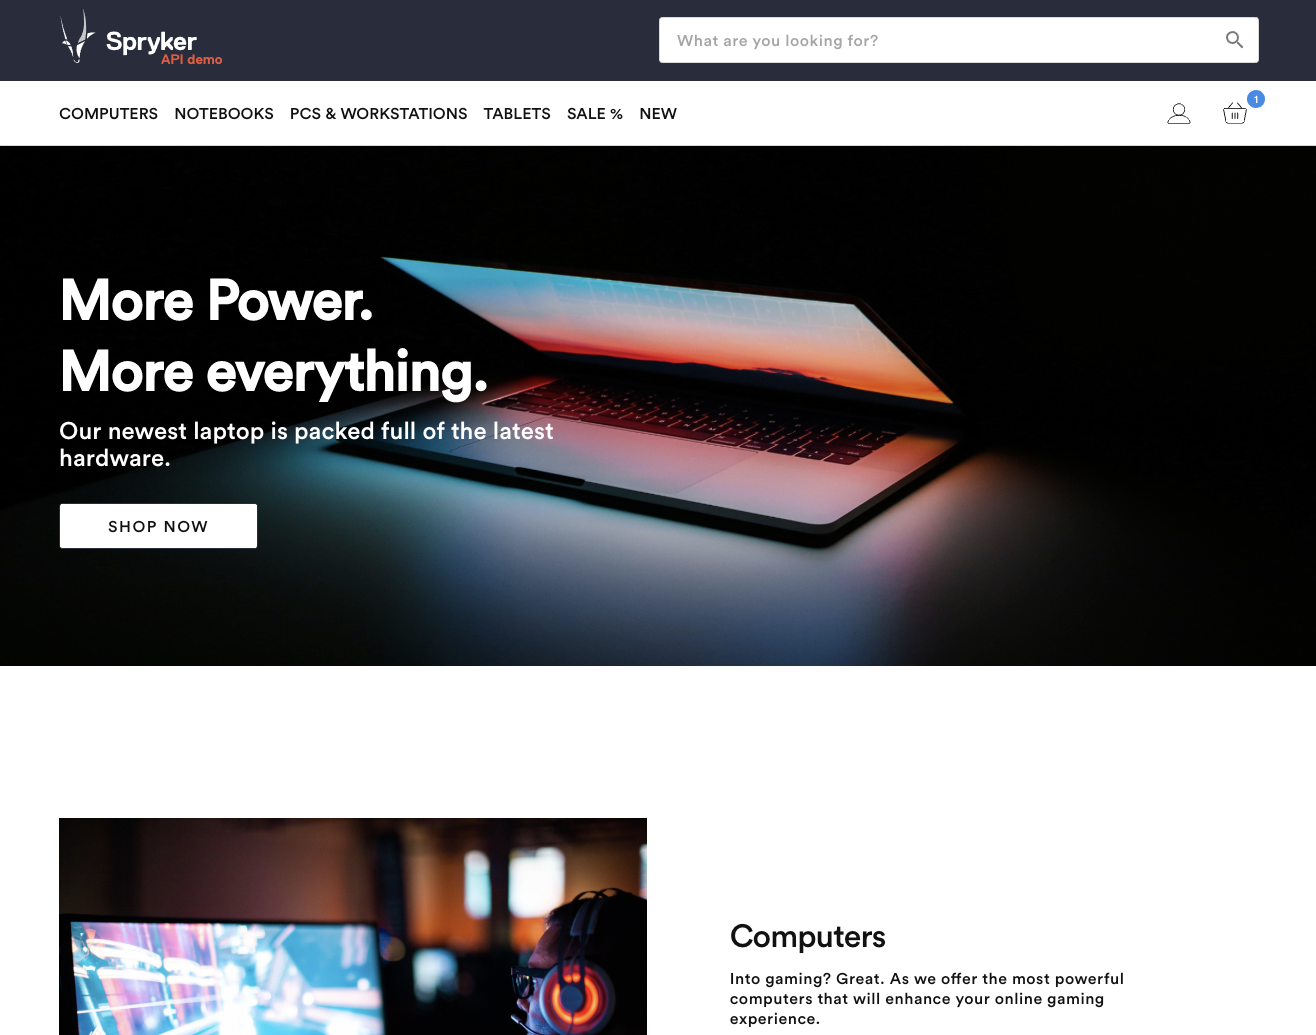 Spryker
API demo
What are you looking for?
COMPUTERS NOTEBOOKS PCS & WORKSTATIONS TABLETS SALE % NEW
1
More Power.
More everything.
Our newest laptop is packed full of the latest
hardware.
SHOP NOW
Computers
Into gaming? Great. As we offer the most powerful
computers that will enhance your online gaming
experience.